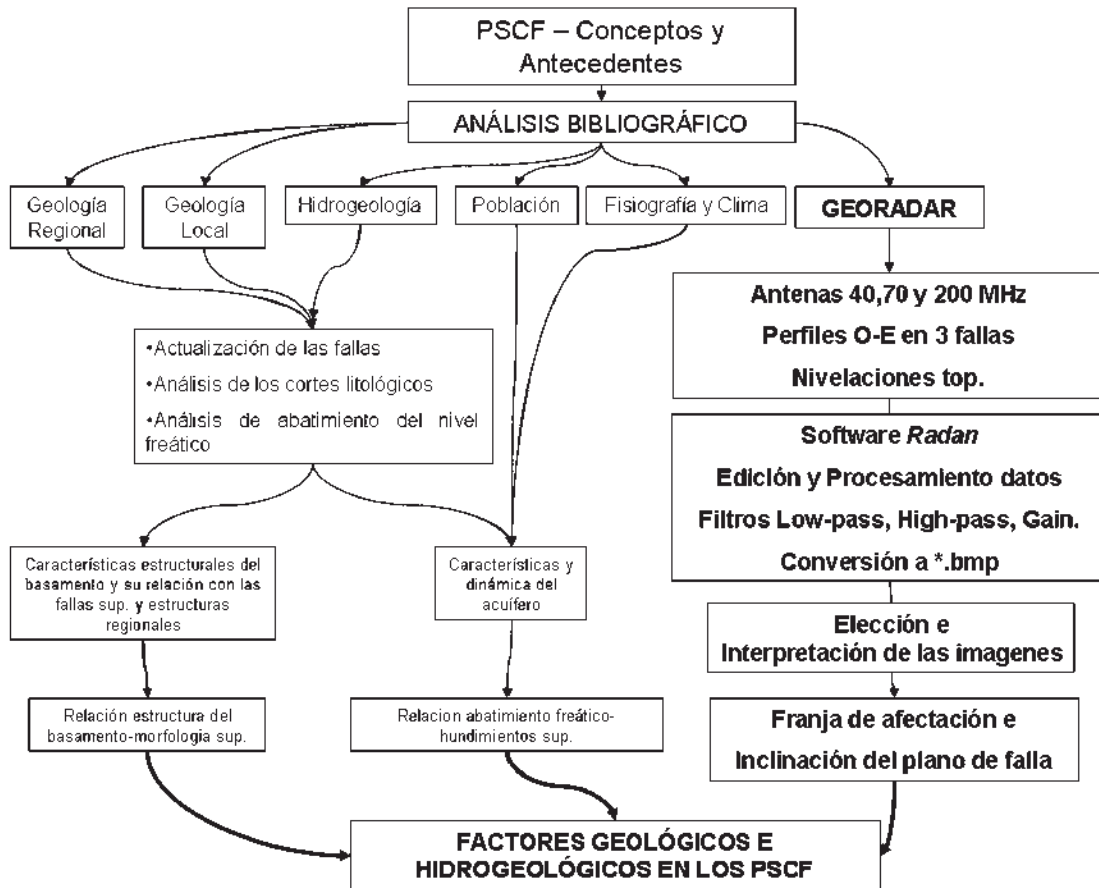 PSCF – Conceptos y
Antecedentes
ANÁLISIS BIBLIOGRÁFICO
Geología
Regional
Geología
Local
Hidrogeología
Población
Fisiografía y Clima
GEORADAR
•Actualización de las fallas
•Análisis de los cortes litológicos
•Análisis de abatimiento del nivel
freático
Antenas 40,70 y 200 MHz
Perfiles O-E en 3 fallas
Nivelaciones top.
Software Radan
Edición y Procesamiento datos
Filtros Low-pass, High-pass, Gain.
Conversión a *.bmp
Características estructurales del
basamento y su relación con las
fallas sup. y estructuras
regionales
Características y
dinámica del
acuífero
Elección e
Interpretación de las imagenes
Relación estructura del
basamento-morfologia sup.
Relacion abatimiento freático-
hundimientos sup.
Franja de afectación e
Inclinación del plano de falla
FACTORES GEOLÓGICOS E
HIDROGEOLÓGICOS EN LOS PSCF